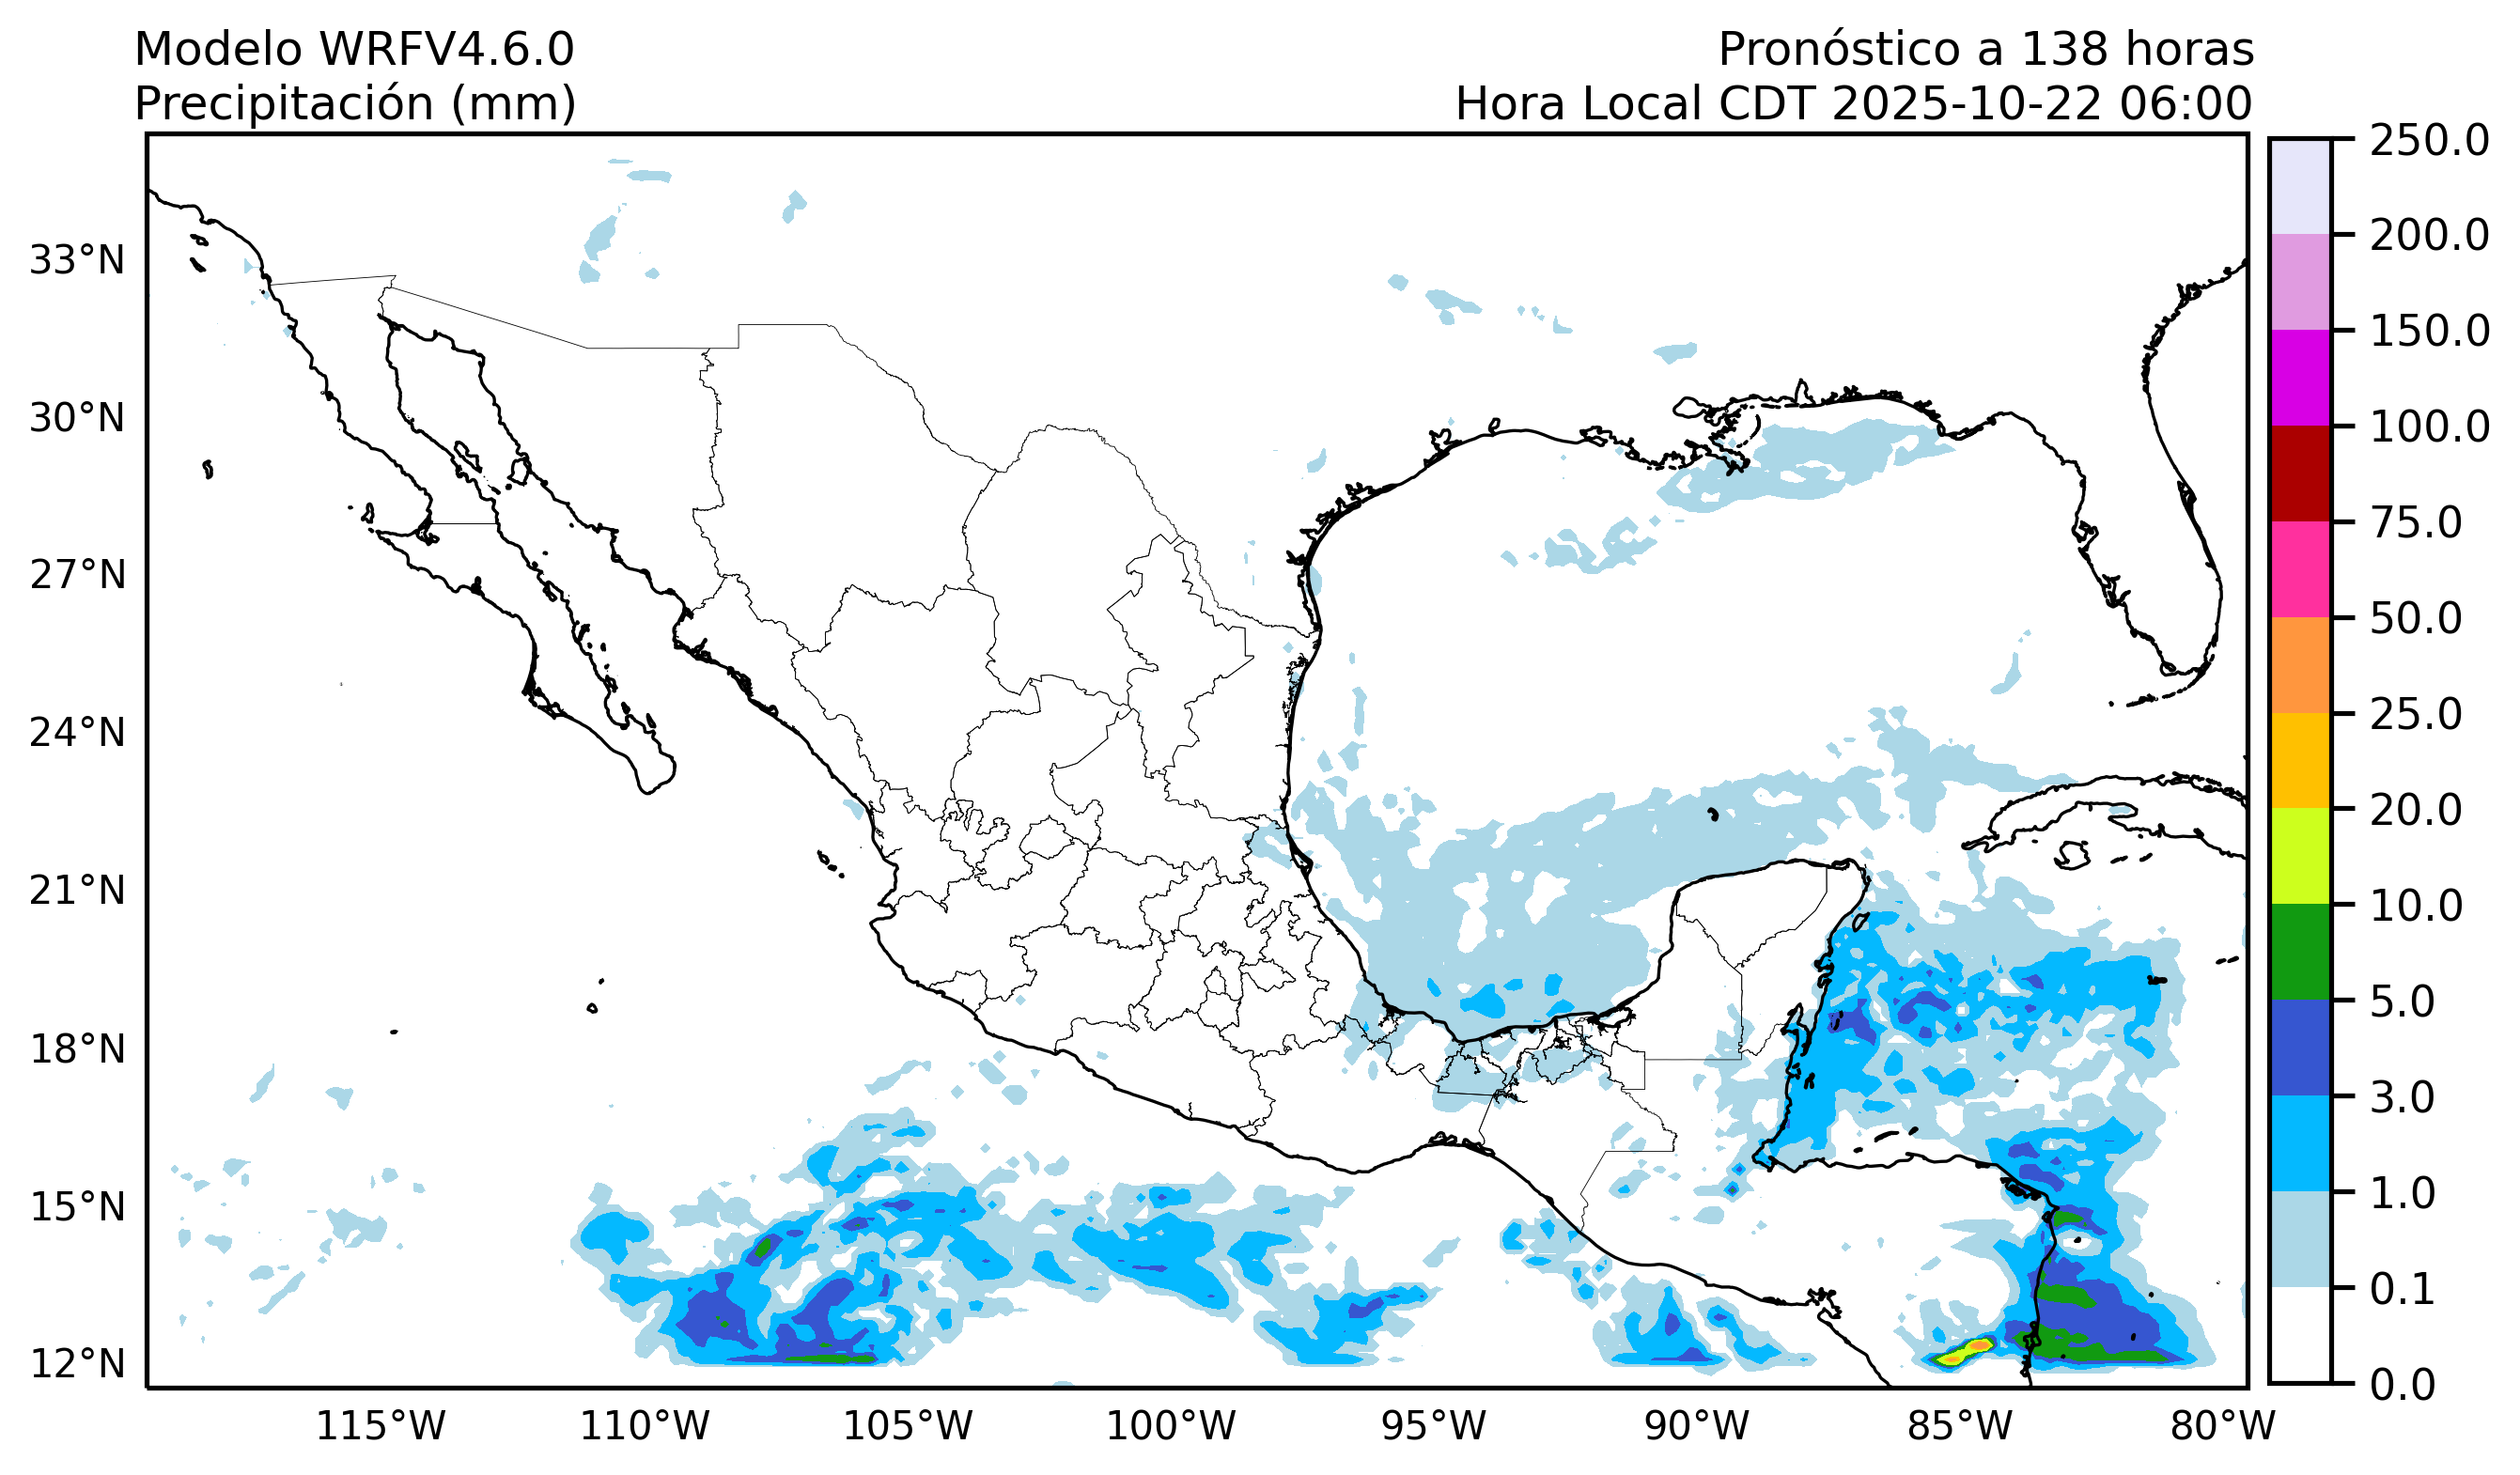 Modelo WRFV4.6.0
Precipitación (mm)
Pronóstico a 138 horas
Hora Local CDT 2025-10-22 06:00
33°N
30°N
27°N
24°N
21°N
18°N
15°N
12°N
115°W
110°W
105°W
100°W
95°W
90°W
85°W
80°W
250.0
200.0
150.0
100.0
75.0
50.0
25.0
20.0
10.0
5.0
3.0
1.0
0.1
0.0